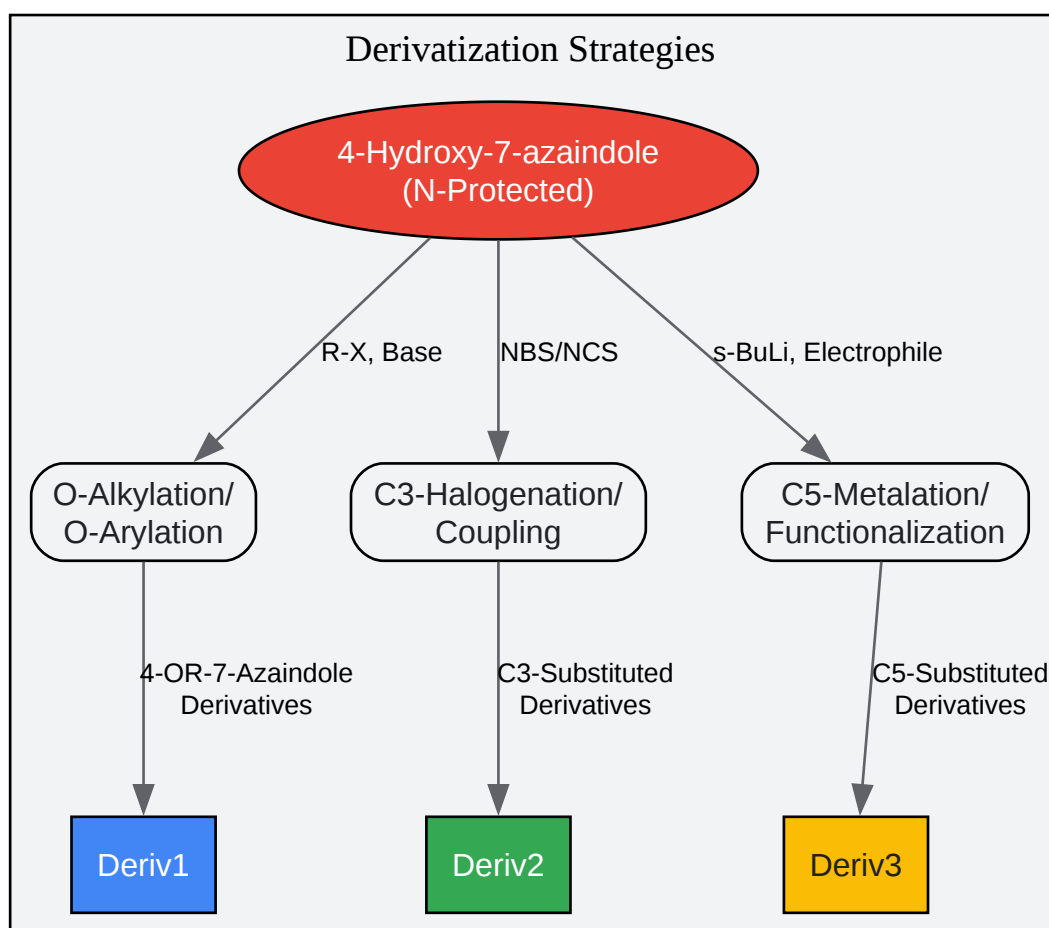 Derivatization Strategies
4-Hydroxy-7-azaindole
(N-Protected)
R-X, Base
NBS/NCS
s-BuLi, Electrophile
O-Alkylation/
O-Arylation
C3-Halogenation/
Coupling
C5-Metalation/
Functionalization
4-OR-7-Azaindole
Derivatives
C3-Substituted
Derivatives
C5-Substituted
Derivatives
Deriv1
Deriv2
Deriv3